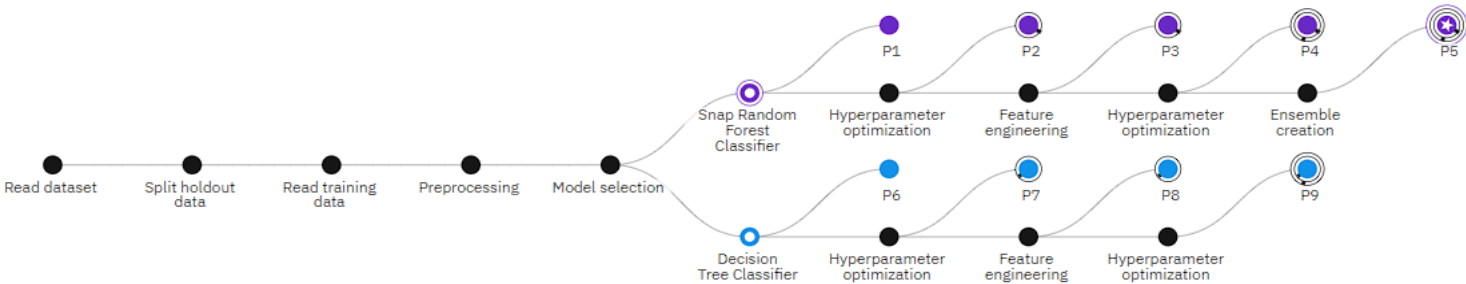 P1
P2
P3
P4
P5
Snap Random
Forest
Classifier
Hyperparameter
optimization
Feature
engineering
Hyperparameter
optimization
Ensemble
creation
Read dataset
Split holdout
data
Read training
data
Preprocessing
Model selection
P6
P7
P8
P9
Decision
Tree Classifier
Hyperparameter
optimization
Feature
engineering
Hyperparameter
optimization